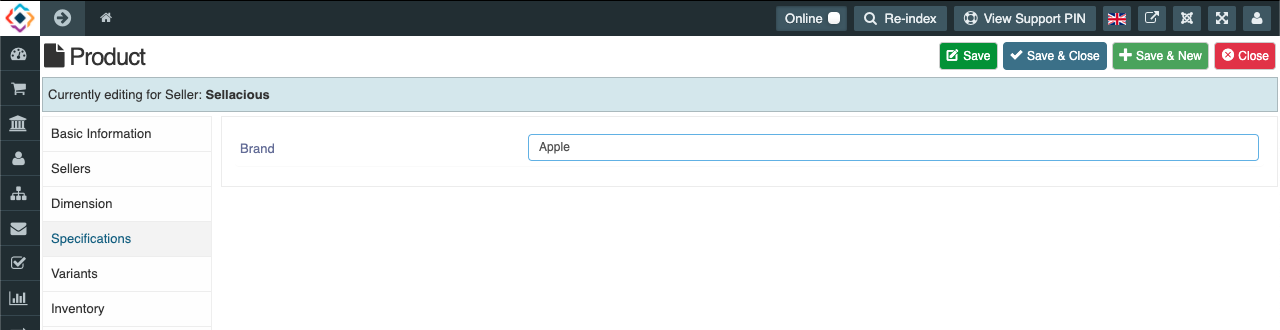 Online Re-index View Support PIN
Product Save Save & Close Save & New Close
Currently editing for Seller: Sellacious
Basic Information
Brand Apple
Sellers
Dimension
Specifications
Variants
Inventory